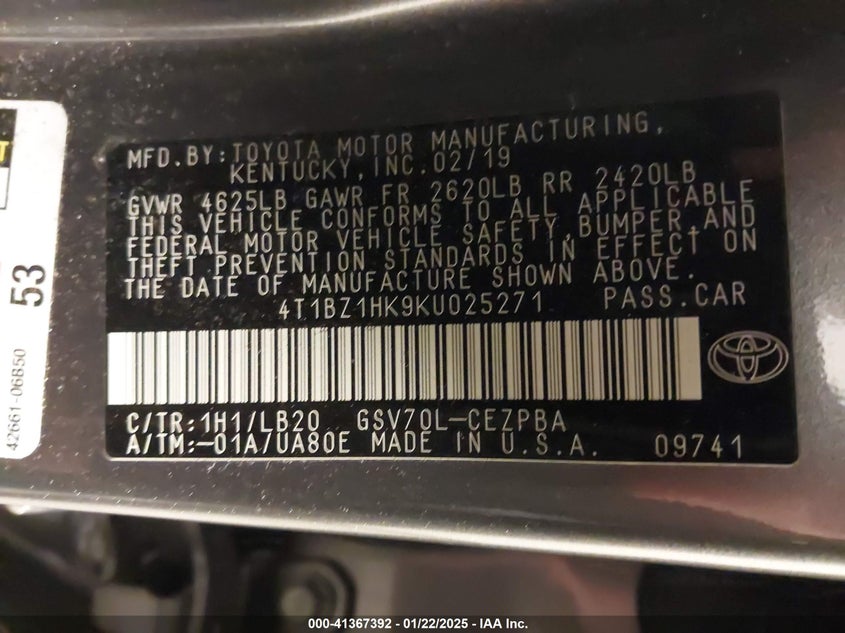 MFD.BY:TOYOTA MOTOR MANUFACTURING,
KENTUCKY, INC.02/19
GVWR 4625LB GAWR FR 2620LB RR 2420LB
THIS VEHICLE CONFORMS TO ALL APPLICABLE
FEDERAL MOTOR VEHICLE SAFETY,BUMPER,AND
THEFT PREVENTION STANDARDS IN EFFECT ON
THE DATE OF MANUFACTURE SHOWN ABOVE.
4T1BZ1HK9KU025271 PASS.CAR
C/TR:1H1/LB20 GSV70L-CEZPBA
A/TM:-01A/UA80E MADE IN U.S.A. 09741
53
42661-06B50
000-41367392 - 01/22/2025 - IAA Inc.